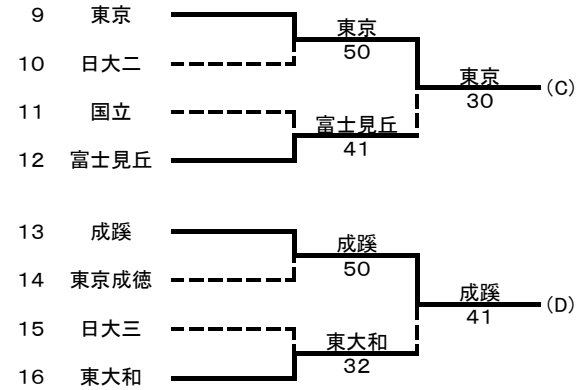 9 東京
東京
50
10 日大二
東京
30
(C)
11 国立
富士見丘
41
12 富士見丘
13 成蹊
成蹊
50
14 東京成徳
成蹊
41
(D)
15 日大三
東大和
32
16 東大和